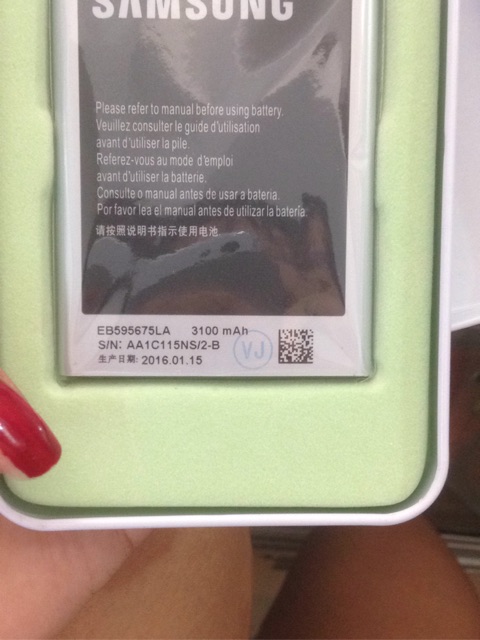 SAMSUNG
Please refer to manual before using battery.
Veuillez consulter le guide d'utilisation
avant d'utiliser la pile.
Referez-vous au mode d'emploi
avant d'utiliser la batterie.
Consulte o manual antes de usar a bateria.
Por favor lea el manual antes de utilizar la batería.
请按照说明书指示使用电池.
EB595675LA 3100 mAh
S/N: AA1C115NS/2-B
生产日期: 2016.01.15
VJ